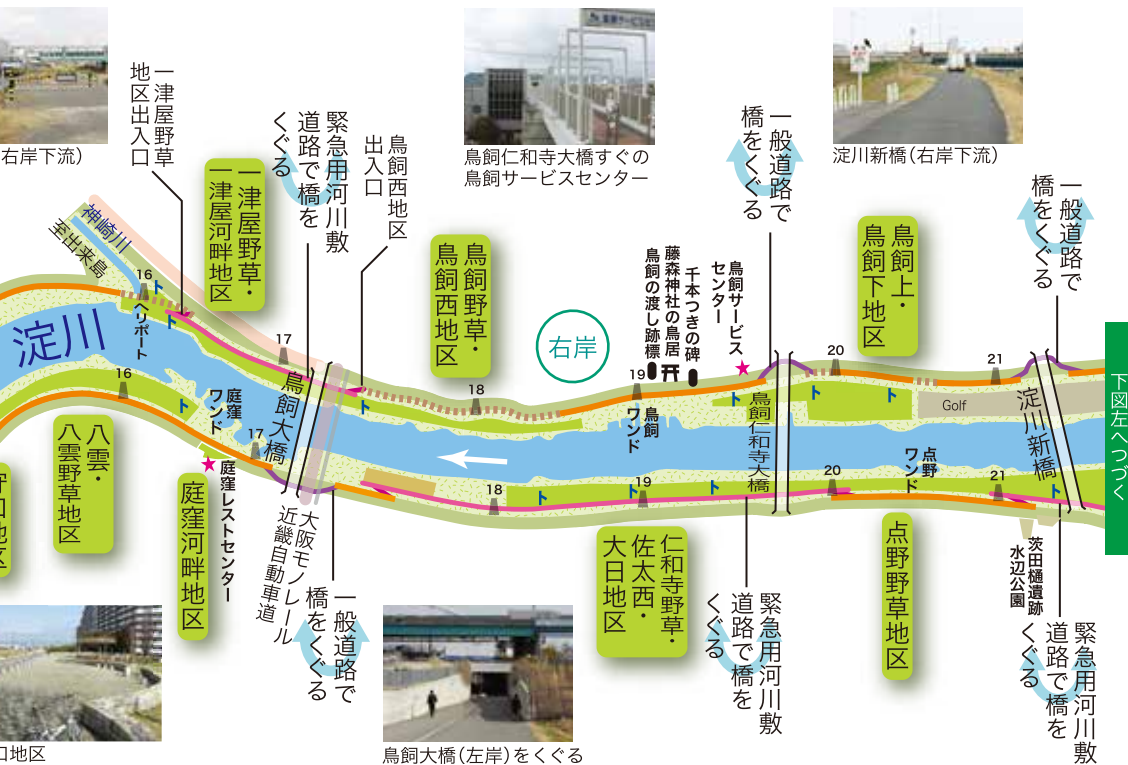 右岸下流)
鳥飼仁和寺大橋すぐの
鳥飼サービスセンター
淀川新橋(右岸下流)
一津屋野草
地区出入口
緊急用河川敷
道路で橋を
くぐる
鳥飼西地区
出入口
一般道路で
橋をくぐる
一般道路で
橋をくぐる
神崎川
至出来島
一津屋野草・
一津屋河畔地区
鳥飼野草・
鳥飼西地区
右岸
鳥飼の渡し跡標
藤森神社の鳥居
千本つきの碑
鳥飼サービス
センター
鳥飼上・
鳥飼下地区
16
ヘリポート
17
18
19
20
21
Golf
淀川
16
庭窪
ワンド
17
鳥飼大橋
鳥飼
ワンド
鳥飼仁和寺大橋
点野
ワンド
淀川新橋
18
19
20
21
下図左へつづく
八雲・
八雲野草地区
庭窪河畔地区
庭窪レストセンター
大阪モノレール
近畿自動車道
一般道路で
橋をくぐる
仁和寺野草・
佐太西・
大日地区
緊急用河川敷
道路で橋を
くぐる
点野野草地区
茨田樋遺跡
水辺公園
緊急用河川敷
道路で橋を
くぐる
口地区
鳥飼大橋(左岸)をくぐる